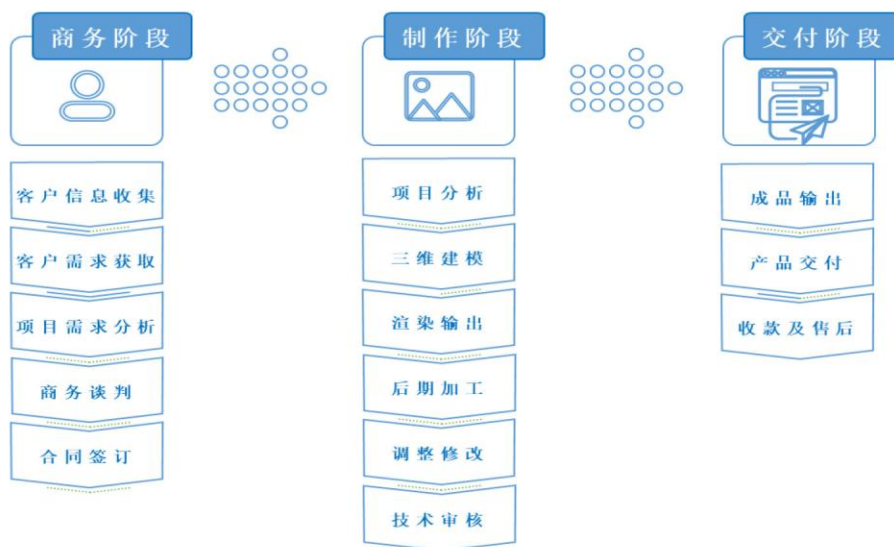 商务阶段
客户信息收集
客户需求获取
项目需求分析
商务谈判
合同签订
制作阶段
项目分析
三维建模
渲染输出
后期加工
调整修改
技术审核
交付阶段
成品输出
产品交付
收款及售后